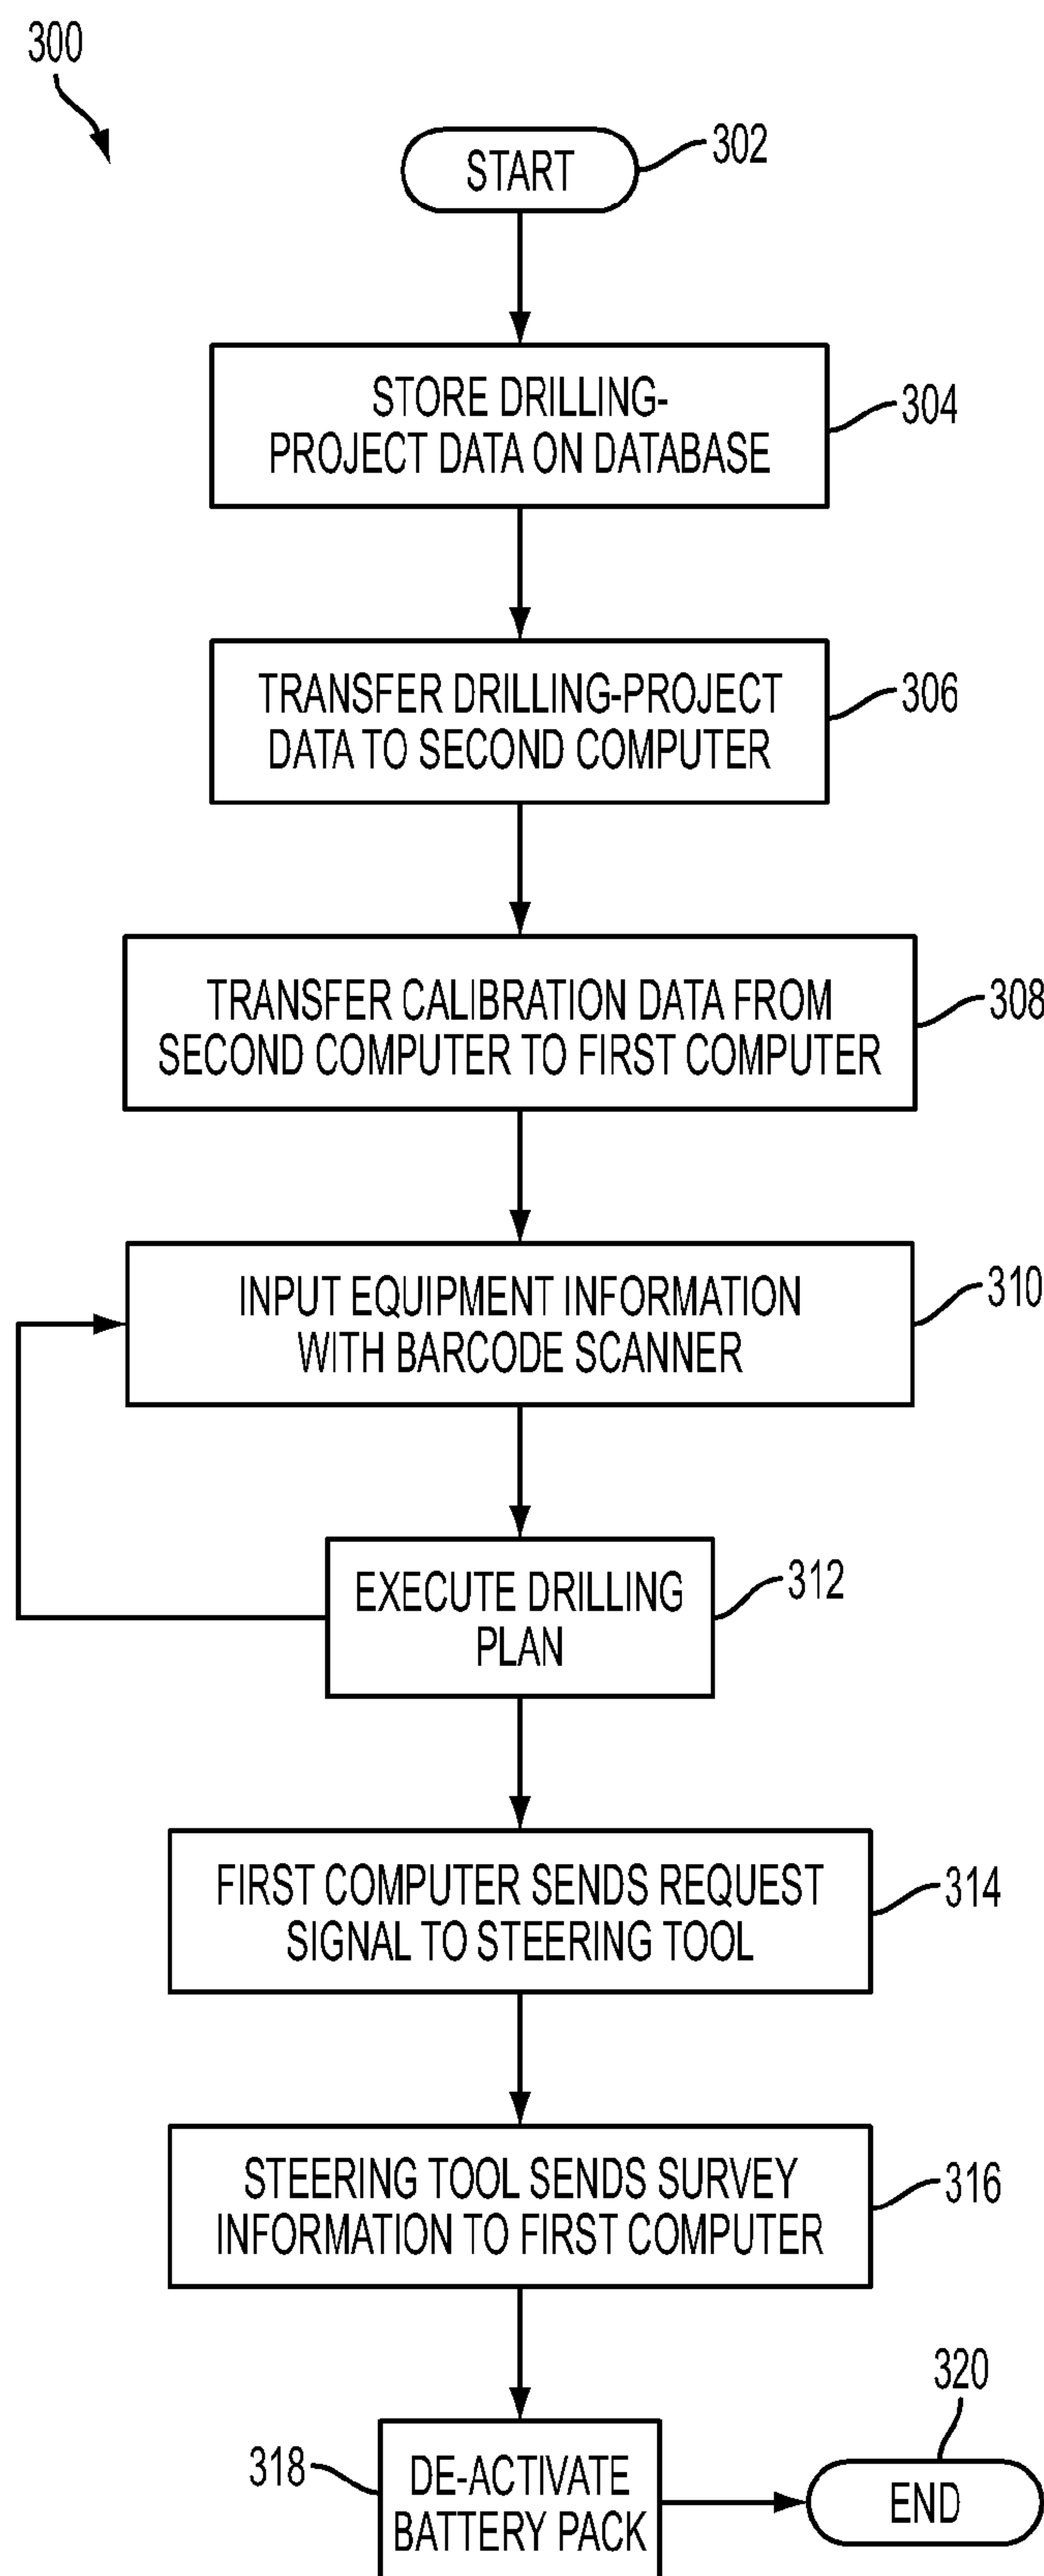 300
START
302
STORE DRILLING-
PROJECT DATA ON DATABASE
304
TRANSFER DRILLING-PROJECT
DATA TO SECOND COMPUTER
306
TRANSFER CALIBRATION DATA FROM
SECOND COMPUTER TO FIRST COMPUTER
308
INPUT EQUIPMENT INFORMATION
WITH BARCODE SCANNER
310
EXECUTE DRILLING
PLAN
312
FIRST COMPUTER SENDS REQUEST
SIGNAL TO STEERING TOOL
314
STEERING TOOL SENDS SURVEY
INFORMATION TO FIRST COMPUTER
316
318
DE-ACTIVATE
BATTERY PACK
320
END